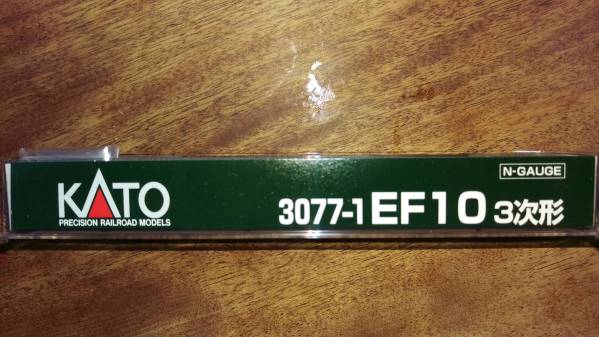 KATO
PRECISION RAILROAD MODELS
N-GAUGE
3077-1 EF10 3次形